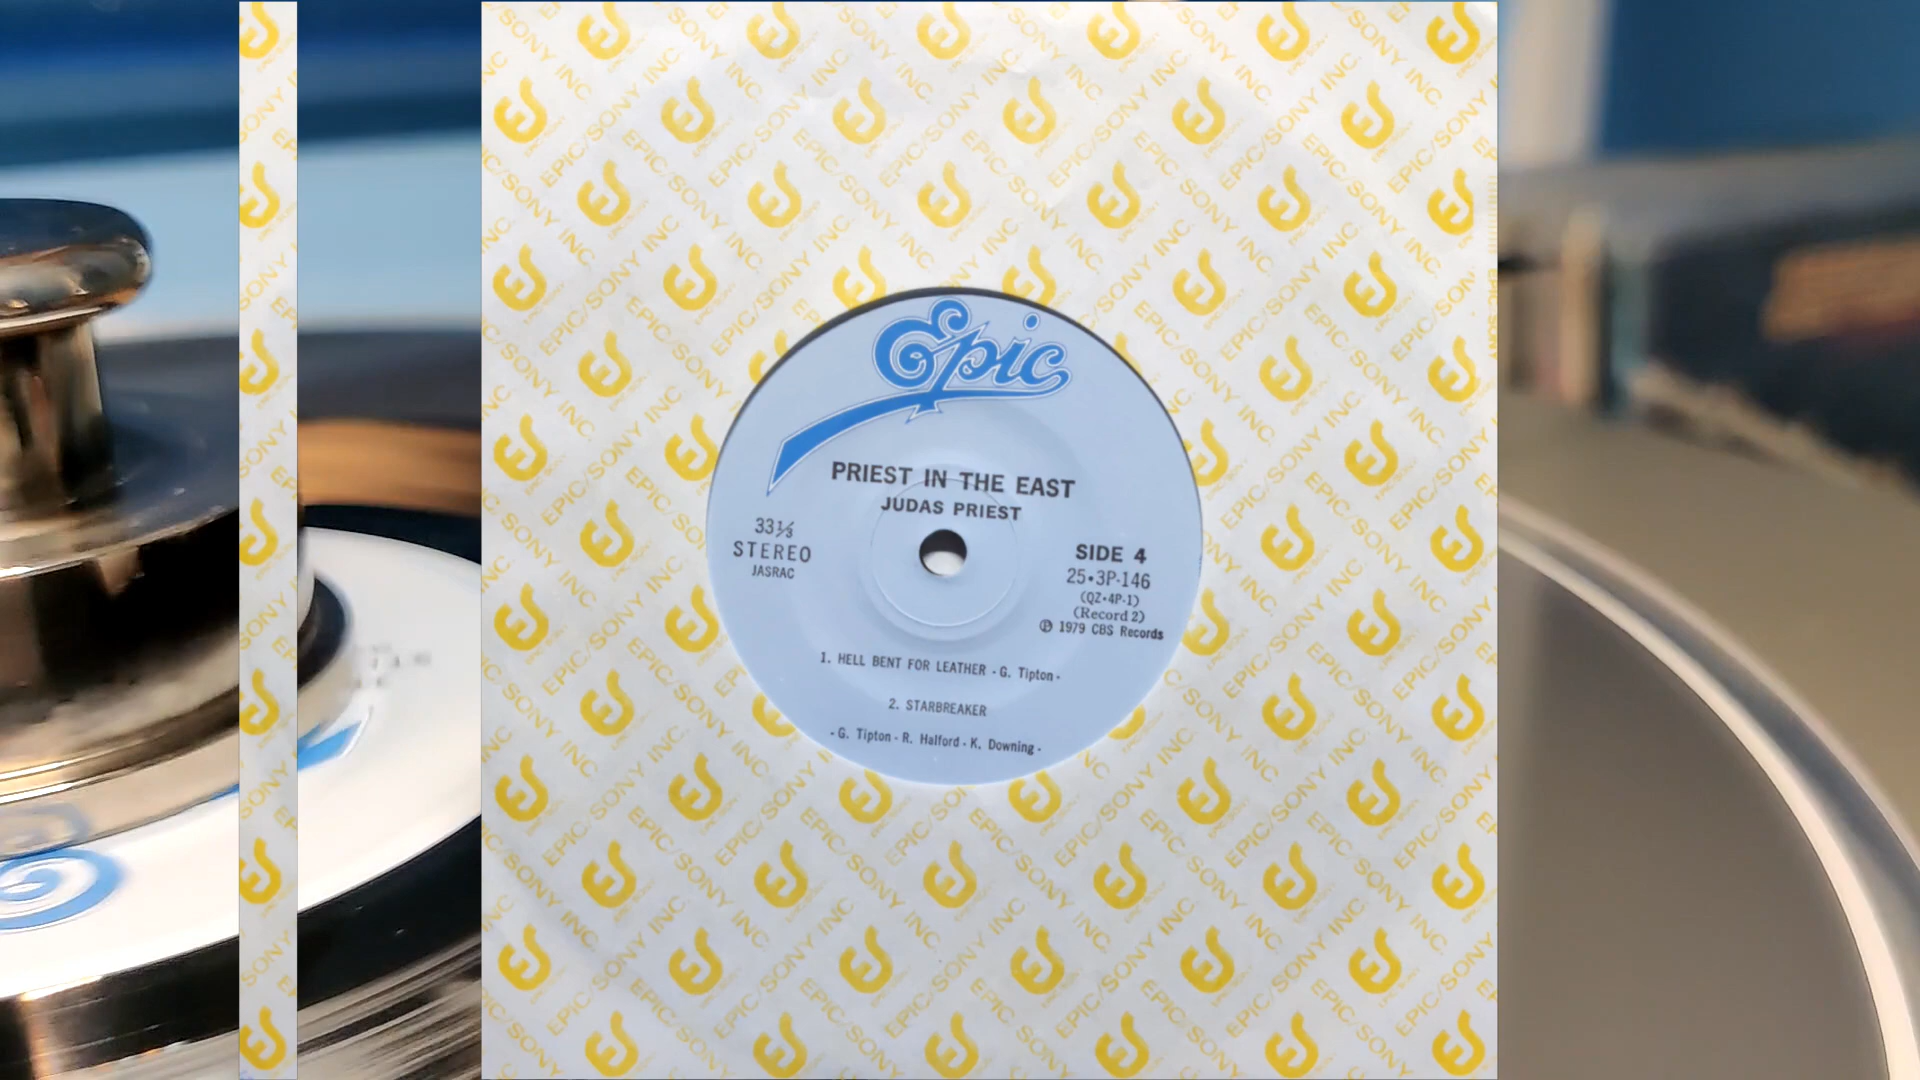 Epic
PRIEST IN THE EAST
JUDAS PRIEST
33⅓
STEREO
JASRAC
SIDE 4
25•3P-146
(QZ•4P-1)
(Record 2)
℗ 1979 CBS Records
1. HELL BENT FOR LEATHER - G. Tipton -
2. STARBREAKER
- G. Tipton - R. Halford - K. Downing -
EPIC/SONY INC.